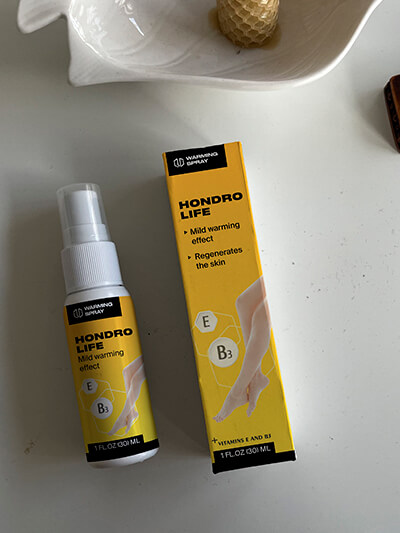 WARMING
SPRAY
HONDRO
LIFE
Mild warming
effect
E
B3
1 FL.OZ (30) ML
WARMING
SPRAY
HONDRO
LIFE
▸ Mild warming
effect
▸ Regenerates
the skin
E
B3
+ VITAMINS E AND B3
1 FL.OZ (30) ML